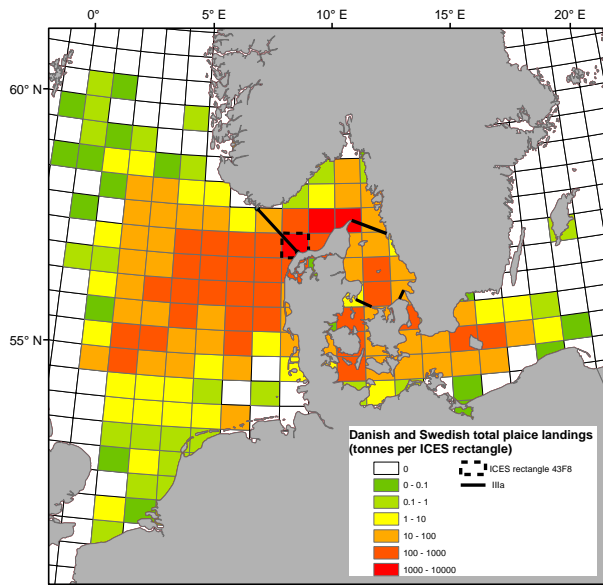 0° 5° E 10° E 15° E 20° E
60° N
55° N
Danish and Swedish total plaice landings
(tonnes per ICES rectangle)
0
0 - 0.1
0.1 - 1
1 - 10
10 - 100
100 - 1000
1000 - 10000
ICES rectangle 43F8
IIIa